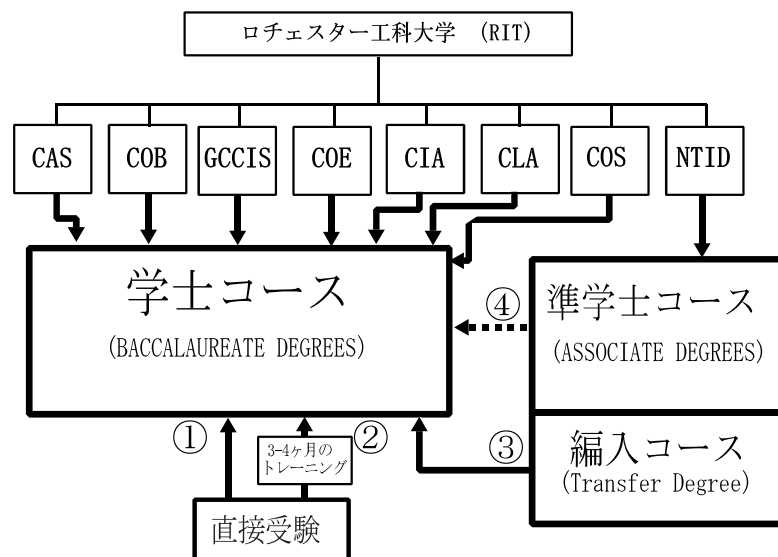 ロチェスター工科大学 (RIT)
CAS
COB
GCCIS
COE
CIA
CLA
COS
NTID
学士コース
(BACCALAUREATE DEGREES)
④
準学士コース
(ASSOCIATE DEGREES)
①
3-4ヶ月の
トレーニング
②
③
編入コース
(Transfer Degree)
直接受験